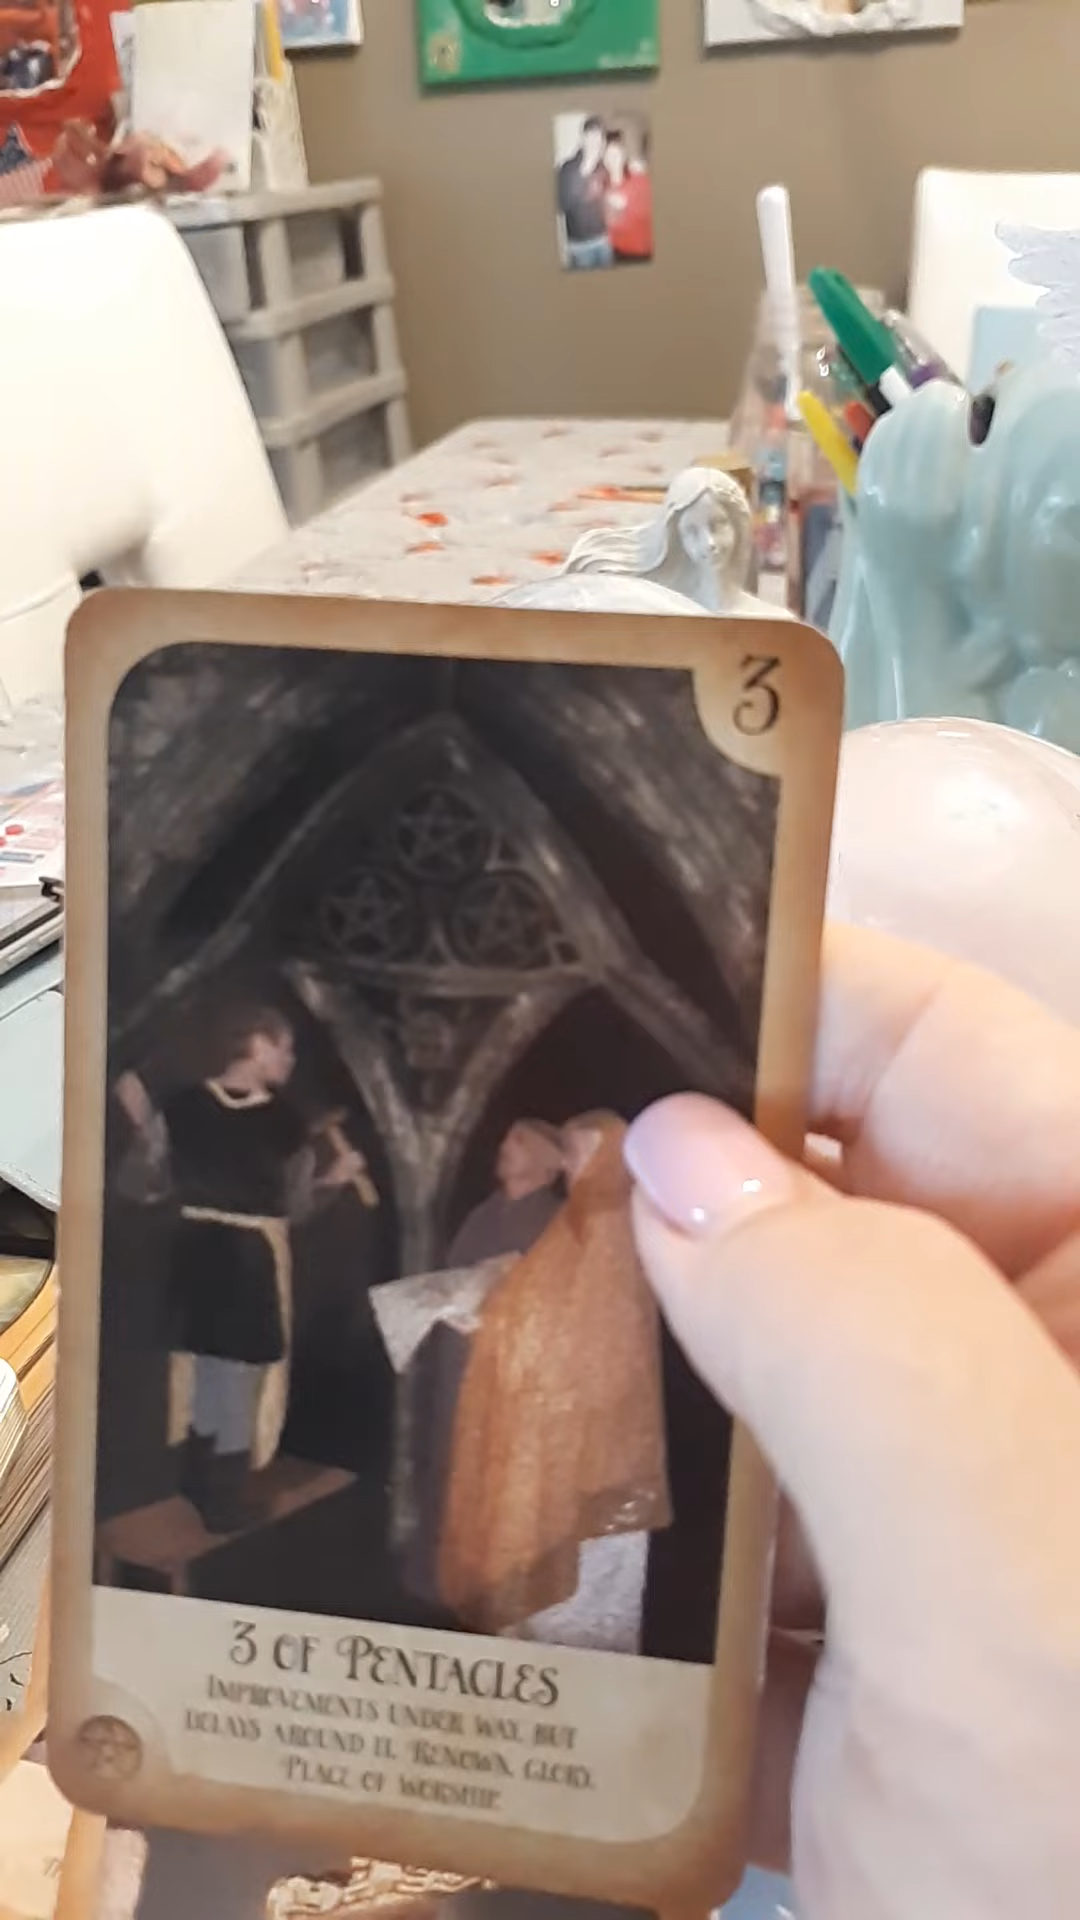 3
3 OF PENTACLES
IMPROVEMENTS UNDER WAY, BUT
DELAYS AROUND IT. RENOWN, GLORY.
PLACE OF WORSHIP.